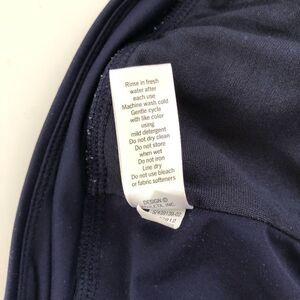 Rinse in fresh
water after
each use
Machine wash cold
Gentle cycle
with like color
using
mild detergent
Do not dry clean
Do not store
when wet
Do not iron
Line dry
Do not use bleach
or fabric softeners
DESIGN ©
INC.